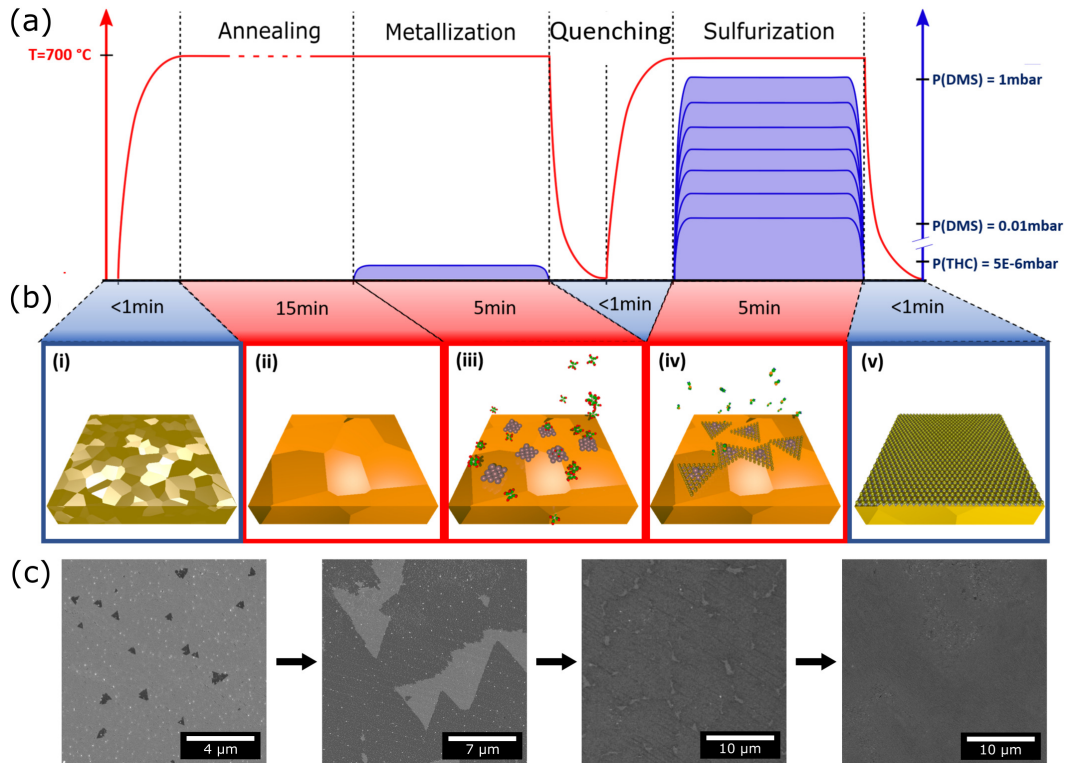 (a)
Annealing
Metallization
Quenching
Sulfurization
T=700 °C
P(DMS) = 1mbar
P(DMS) = 0.01mbar
P(THC) = 5E-6mbar
(b)
<1min
15min
5min
<1min
5min
<1min
(i)
(ii)
(iii)
(iv)
(v)
(c)
4 µm
7 µm
10 µm
10 µm